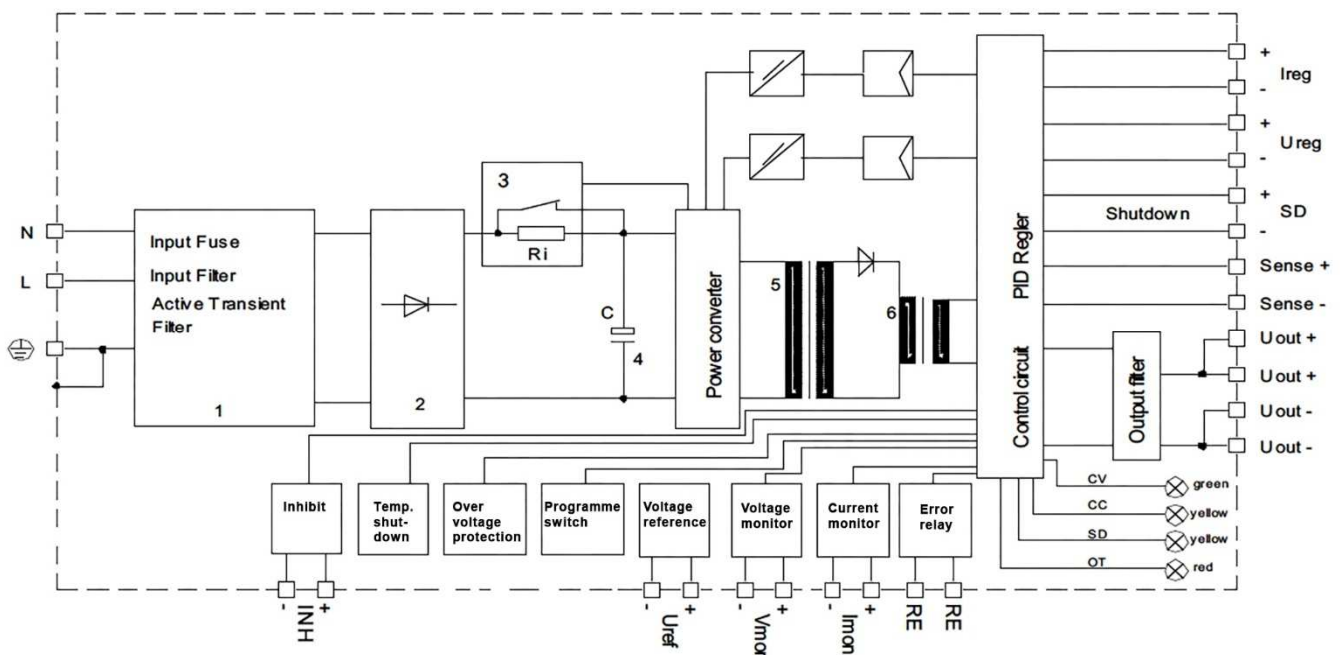 +
Ireg
-
+
Ureg
-
+
Shutdown
SD
-
Sense +
Sense -
Uout +
Uout +
Uout -
Uout -
N
L
Input Fuse
Input Filter
Active Transient
Filter
1
2
3
Ri
C
4
Power converter
5
6
PID Regler
Control circuit
Output filter
CV
green
CC
yellow
SD
yellow
OT
red
Inhibit
Temp.
shut-
down
Over
voltage
protection
Programme
switch
Voltage
reference
Voltage
monitor
Current
monitor
Error
relay
- +
INH
- +
Uref
- +
Vmon
- +
Imon
RE
RE